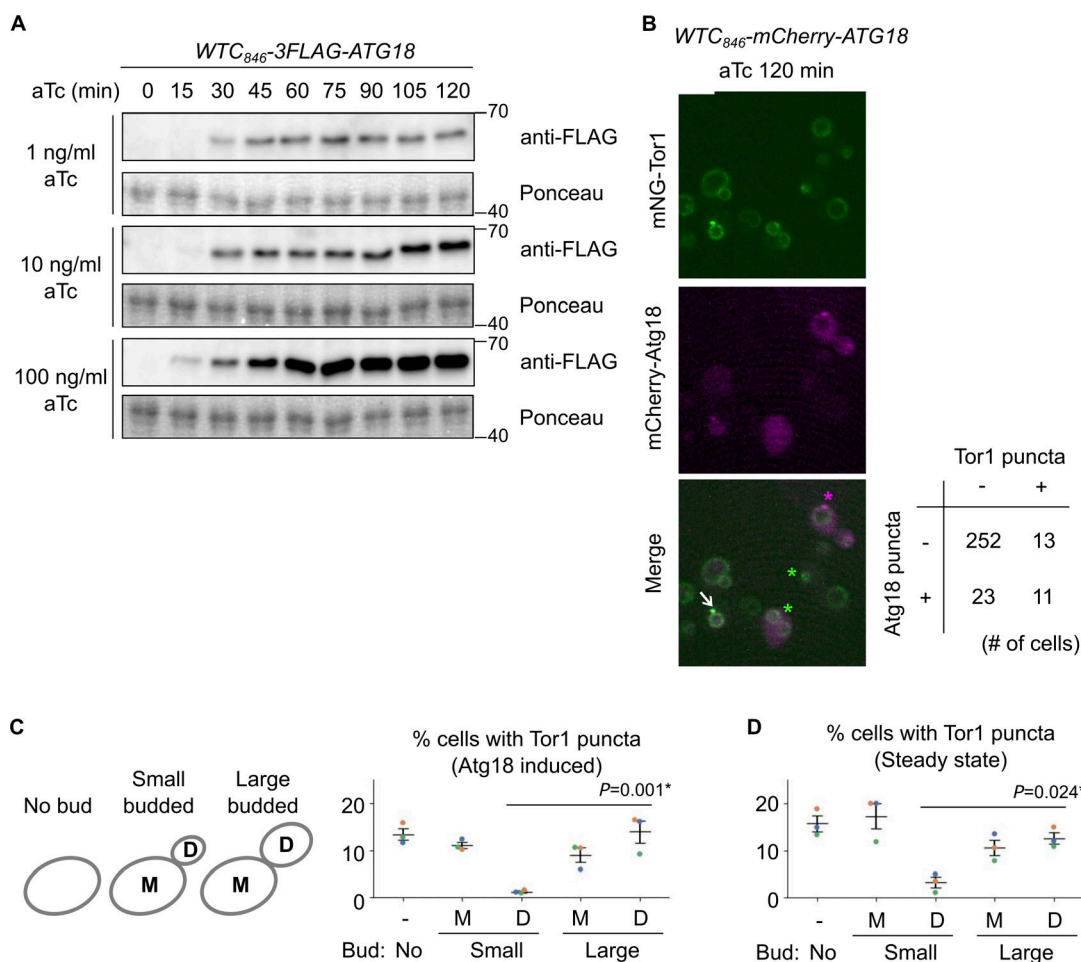 A
WTC846-3FLAG-ATG18
aTc (min) 0 15 30 45 60 75 90 105 120
1 ng/ml
aTc
70
anti-FLAG
Ponceau
40
10 ng/ml
aTc
70
anti-FLAG
Ponceau
40
100 ng/ml
aTc
70
anti-FLAG
Ponceau
40
B
WTC846-mCherry-ATG18
aTc 120 min
mNG-Tor1
mCherry-Atg18
Merge
* * *
Tor1 puncta
- +
Atg18 puncta
- 252 13
+ 23 11
(# of cells)
C
No bud
Small
budded
Large
budded
M D
M D
% cells with Tor1 puncta
(Atg18 induced)
P=0.001*
20
10
0
- M D M D
Bud: No Small Large
D
% cells with Tor1 puncta
(Steady state)
P=0.024*
20
10
0
- M D M D
Bud: No Small Large